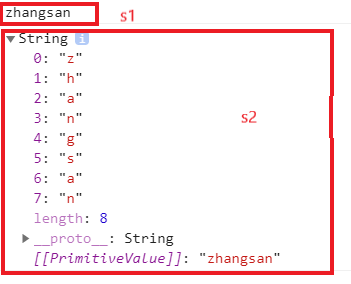 zhangsan s1
▼String i
0: "z"
1: "h"
2: "a"
3: "n" s2
4: "g"
5: "s"
6: "a"
7: "n"
length: 8
▶__proto__: String
[[PrimitiveValue]]: "zhangsan"